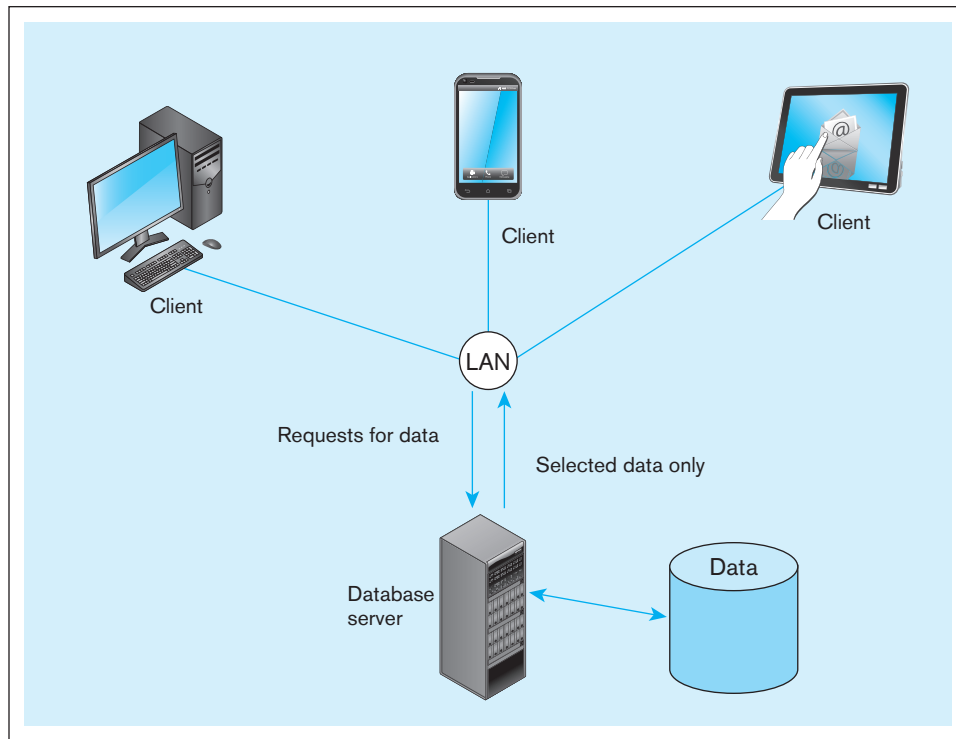 Client
Client
Client
LAN
Requests for data
Selected data only
Database
server
Data
@
@